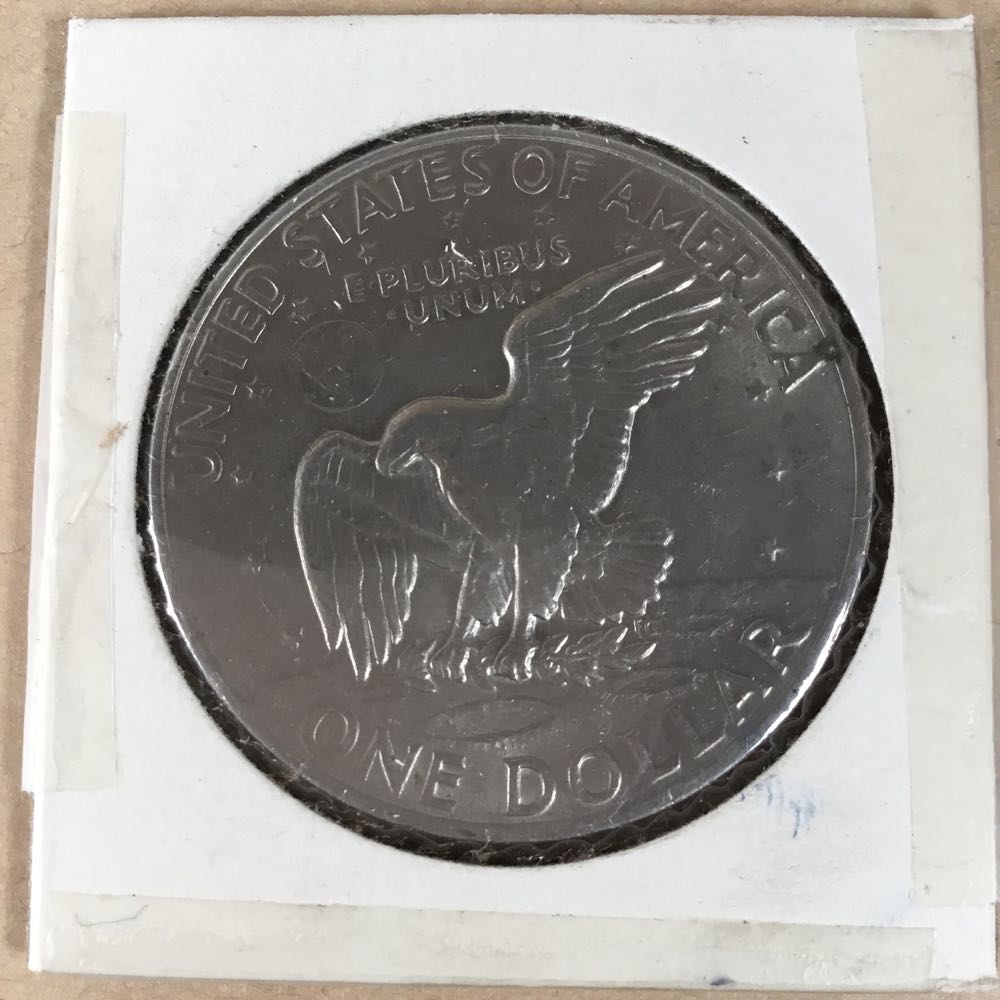 UNITED STATES OF AMERICA
E·PLURIBUS
·UNUM·
ONE DOLLAR